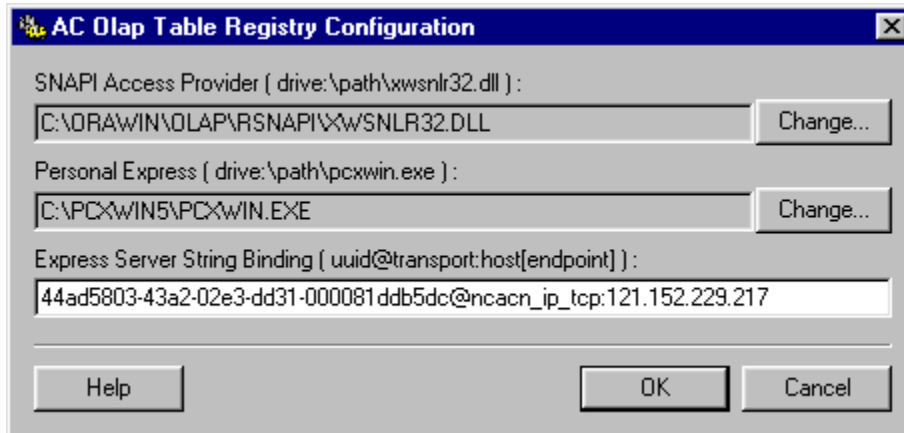 AC Olap Table Registry Configuration
SNAPI Access Provider ( drive:\path\xwsnlr32.dll ) :
C:\ORAWIN\OLAP\RSNAPI\XWSNLR32.DLL
Change...
Personal Express ( drive:\path\pcxwin.exe ) :
C:\PCXWIN5\PCXWIN.EXE
Change...
Express Server String Binding ( uuid@transport:host[endpoint] ) :
44ad5803-43a2-02e3-dd31-000081ddb5dc@ncacn_ip_tcp:121.152.229.217
Help
OK
Cancel